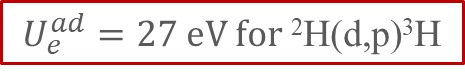 $U_e^{ad}$ = 27 eV for ²H(d,p)³H